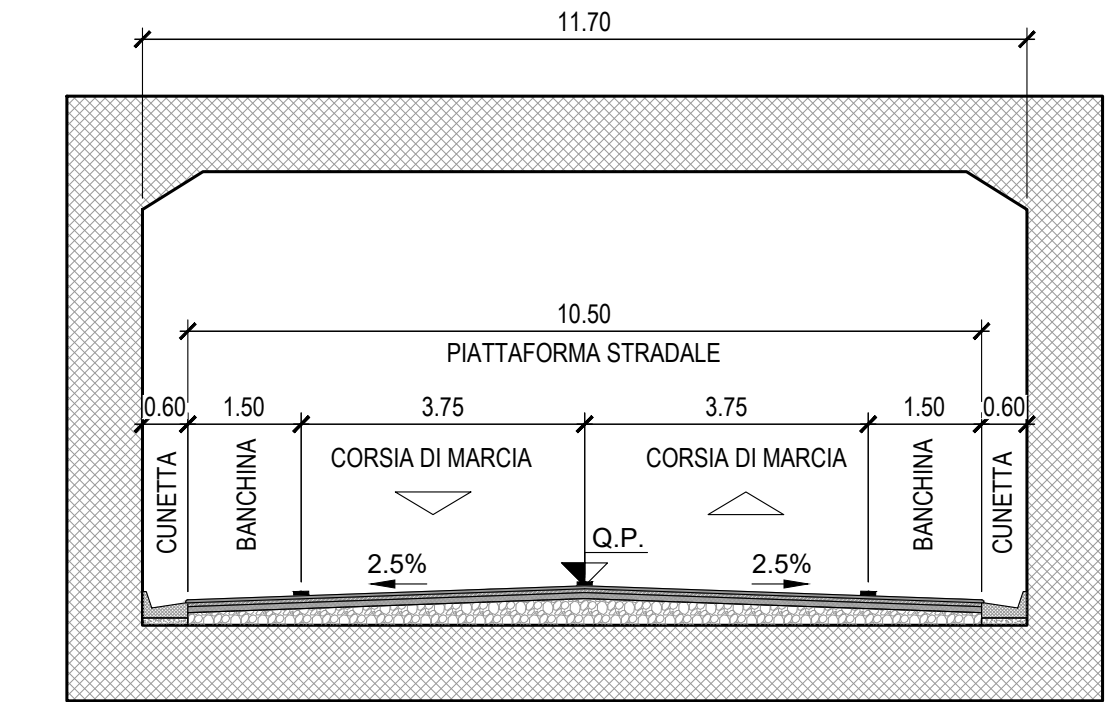 11.70
10.50
PIATTAFORMA STRADALE
0.60
1.50
3.75
3.75
1.50
0.60
CUNETTA
BANCHINA
CORSIA DI MARCIA
CORSIA DI MARCIA
BANCHINA
CUNETTA
Q.P.
2.5%
2.5%